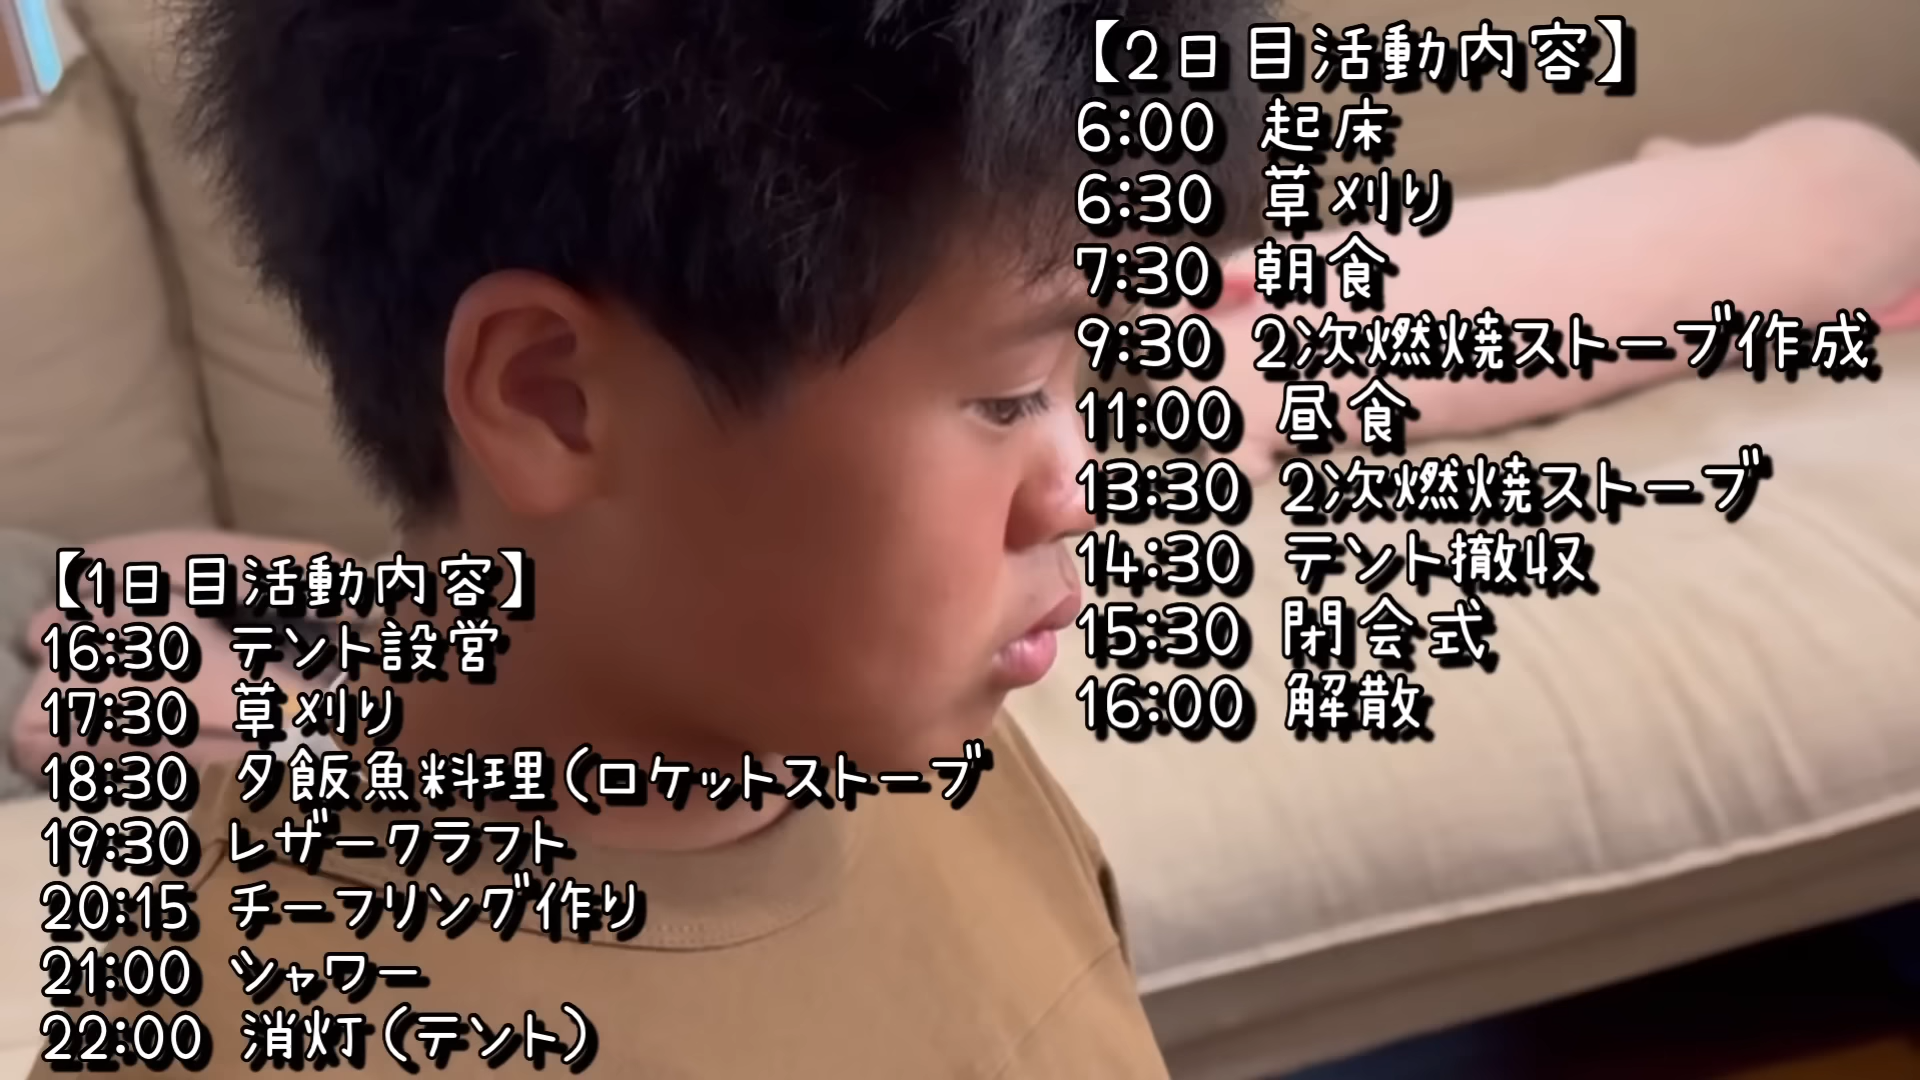 【1日目活動内容】
16:30 テント設営
17:30 草刈り
18:30 夕飯魚料理(ロケットストーブ
19:30 レザークラフト
20:15 チーフリング作り
21:00 シャワー
22:00 消灯(テント)
【2日目活動内容】
6:00 起床
6:30 草刈り
7:30 朝食
9:30 2次燃焼ストーブ作成
11:00 昼食
13:30 2次燃焼ストーブ
14:30 テント撤収
15:30 閉会式
16:00 解散